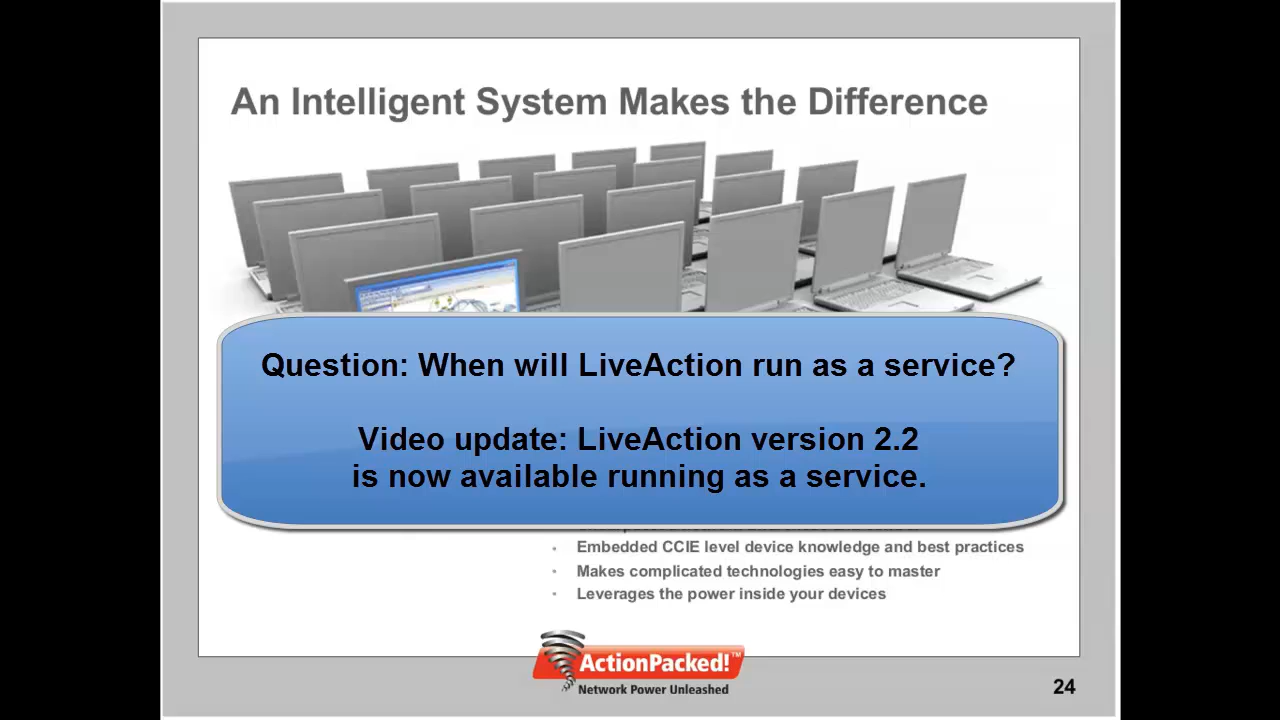 An Intelligent System Makes the Difference
Question: When will LiveAction run as a service?
Video update: LiveAction version 2.2
is now available running as a service.
• Embedded CCIE level device knowledge and best practices
• Makes complicated technologies easy to master
• Leverages the power inside your devices
ActionPacked!™
Network Power Unleashed
24